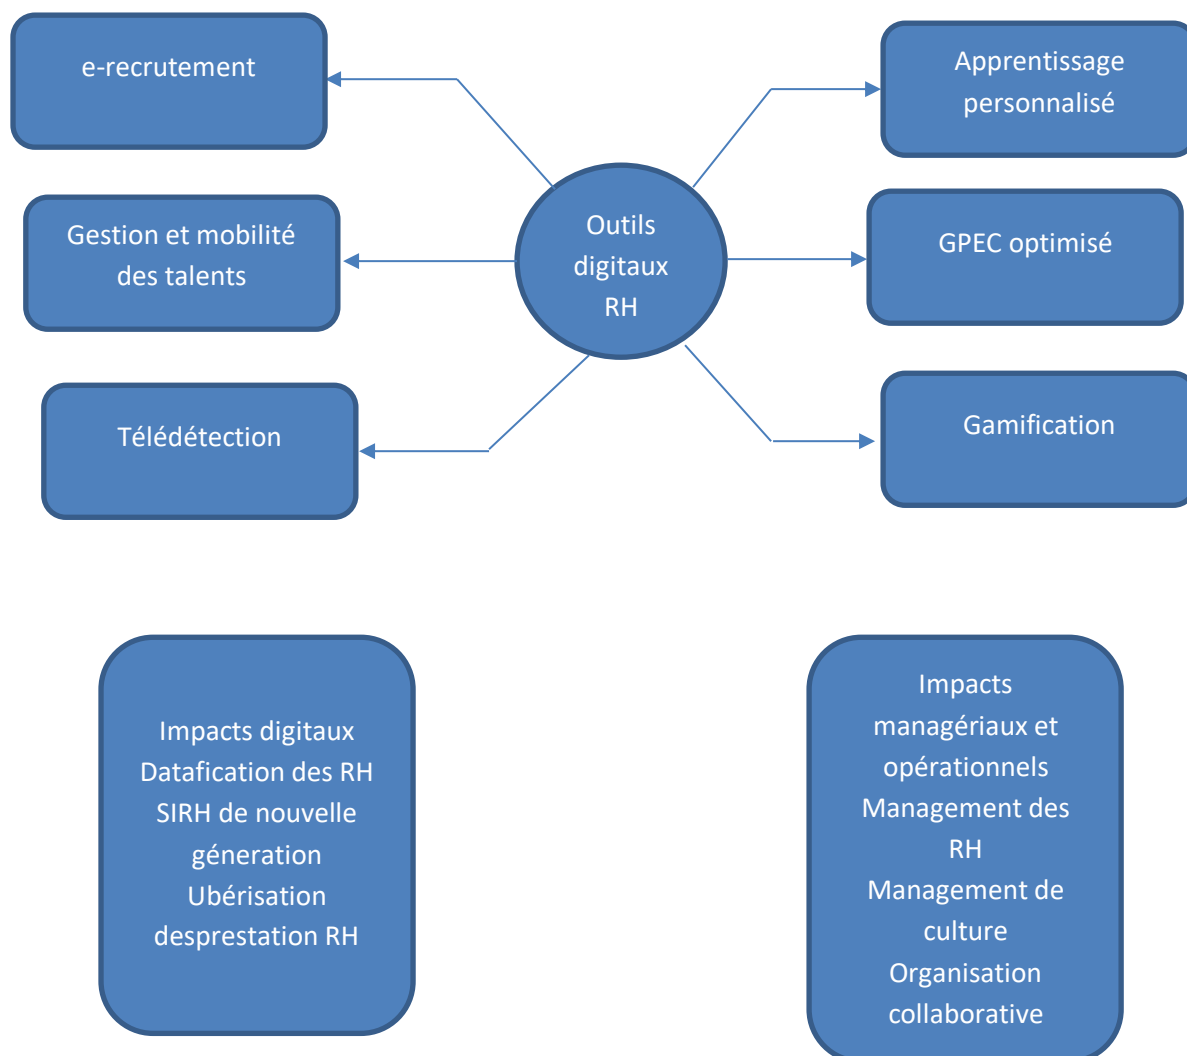 e-recrutement
Apprentissage
personnalisé
Gestion et mobilité
des talents
Outils
digitaux
RH
GPEC optimisé
Télédétection
Gamification
Impacts digitaux
Datafication des RH
SIRH de nouvelle
géneration
Ubérisation
desprestation RH
Impacts
managériaux et
opérationnels
Management des
RH
Management de
culture
Organisation
collaborative